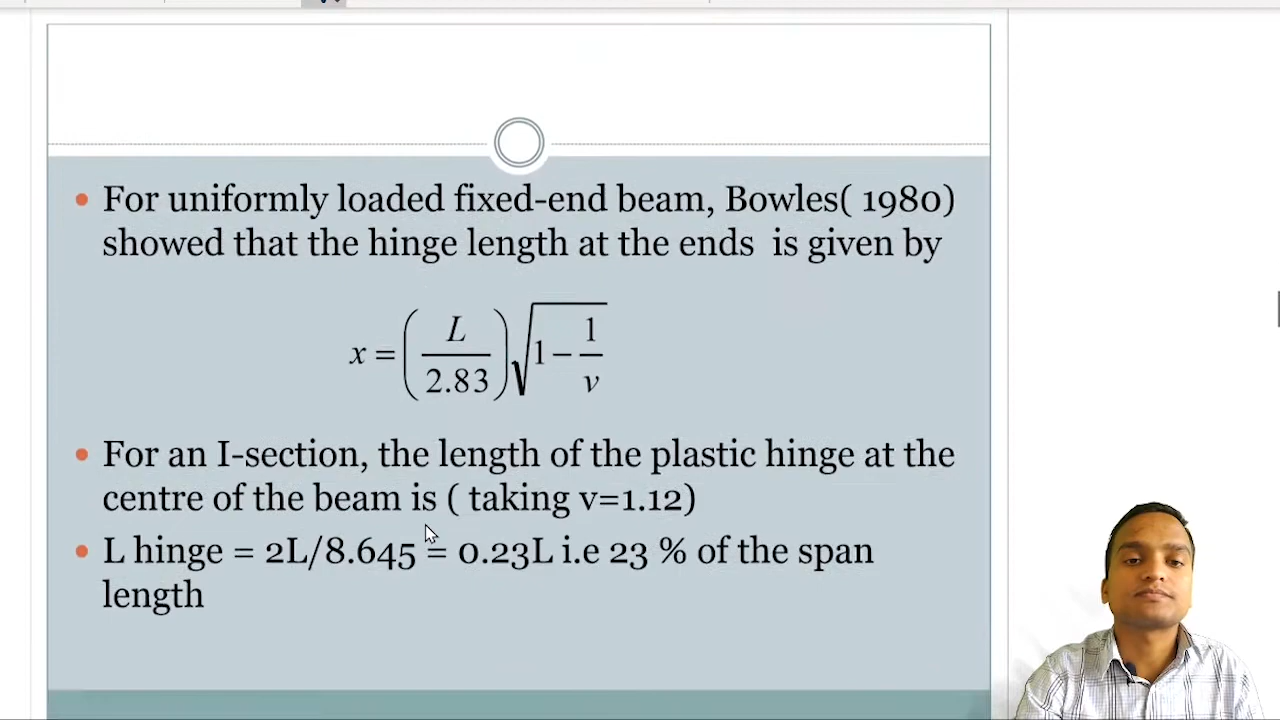 • For uniformly loaded fixed-end beam, Bowles( 1980)
showed that the hinge length at the ends is given by
x = (L/2.83)√(1 − 1/v)
• For an I-section, the length of the plastic hinge at the
centre of the beam is ( taking v=1.12)
• L hinge = 2L/8.645 = 0.23L i.e 23 % of the span
length